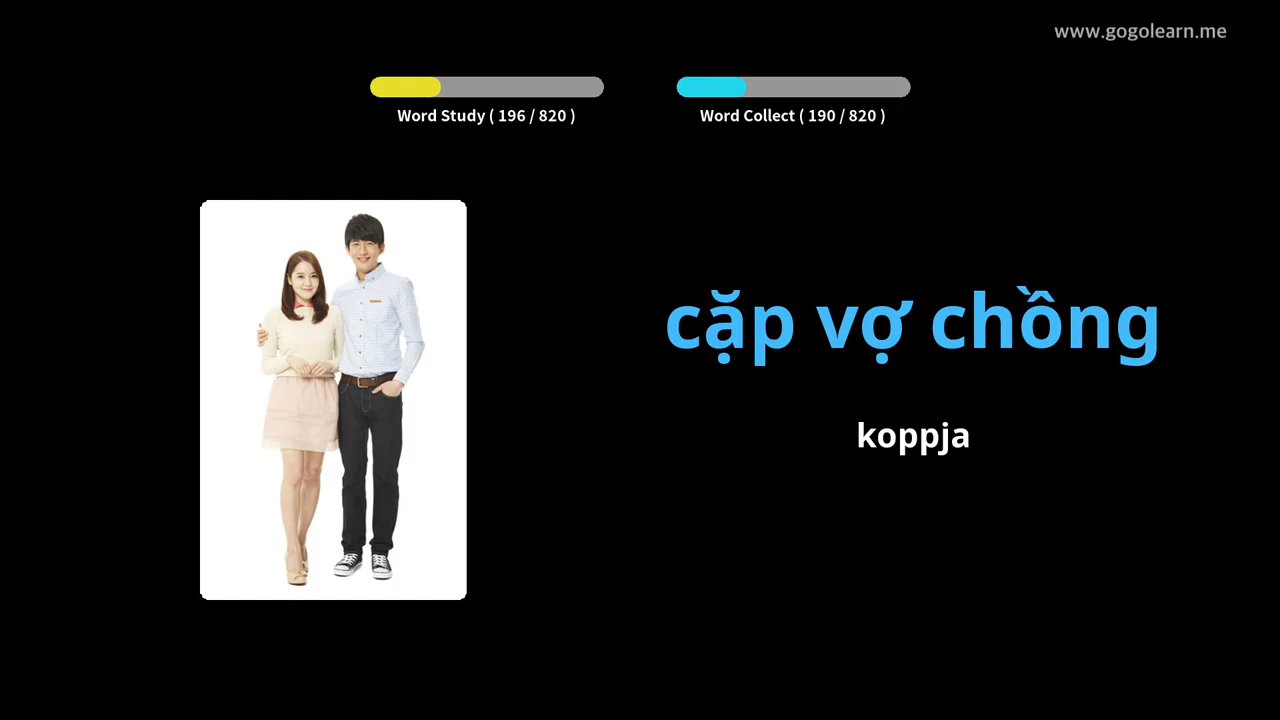 www.gogolearn.me
Word Study ( 196 / 820 )
Word Collect ( 190 / 820 )
cặp vợ chồng
koppja